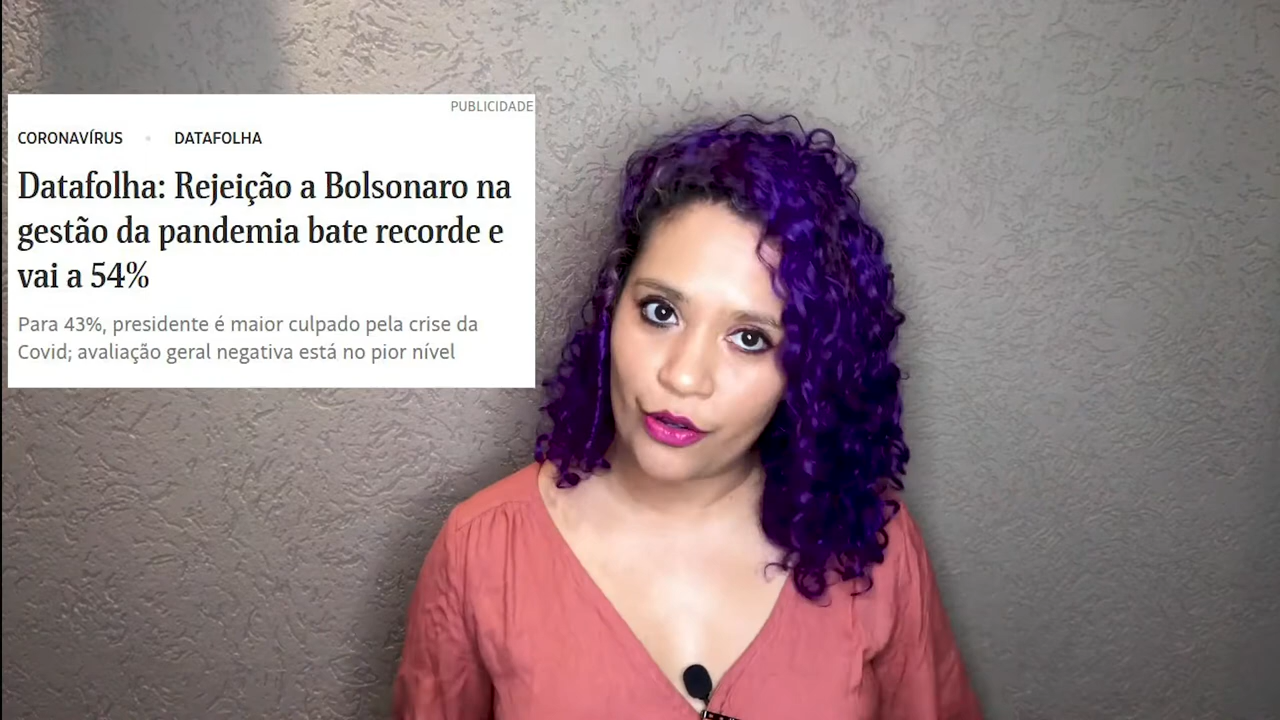 PUBLICIDADE
CORONAVÍRUS • DATAFOLHA
Datafolha: Rejeição a Bolsonaro na
gestão da pandemia bate recorde e
vai a 54%
Para 43%, presidente é maior culpado pela crise da
Covid; avaliação geral negativa está no pior nível